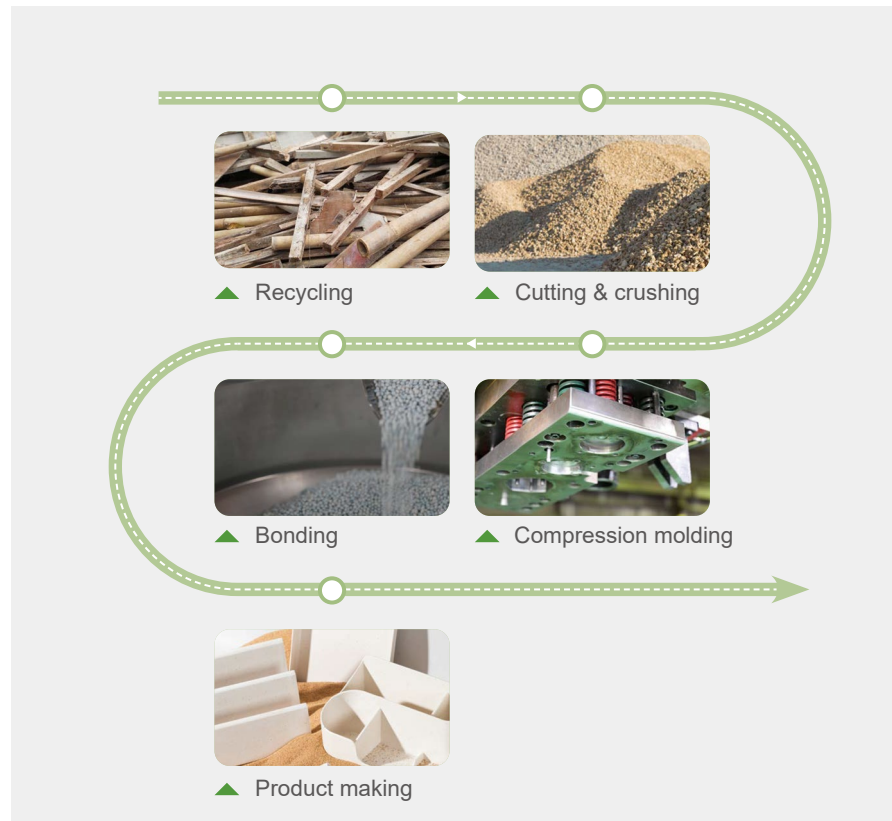 Recycling
Cutting & crushing
Bonding
Compression molding
Product making